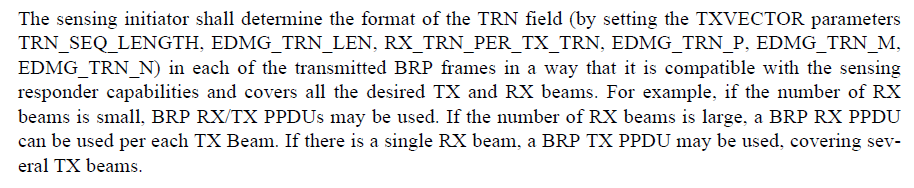 The sensing initiator shall determine the format of the TRN field (by setting the TXVECTOR parameters
TRN_SEQ_LENGTH, EDMG_TRN_LEN, RX_TRN_PER_TX_TRN, EDMG_TRN_P, EDMG_TRN_M,
EDMG_TRN_N) in each of the transmitted BRP frames in a way that it is compatible with the sensing
responder capabilities and covers all the desired TX and RX beams. For example, if the number of RX
beams is small, BRP RX/TX PPDUs may be used. If the number of RX beams is large, a BRP RX PPDU
can be used per each TX Beam. If there is a single RX beam, a BRP TX PPDU may be used, covering sev-
eral TX beams.